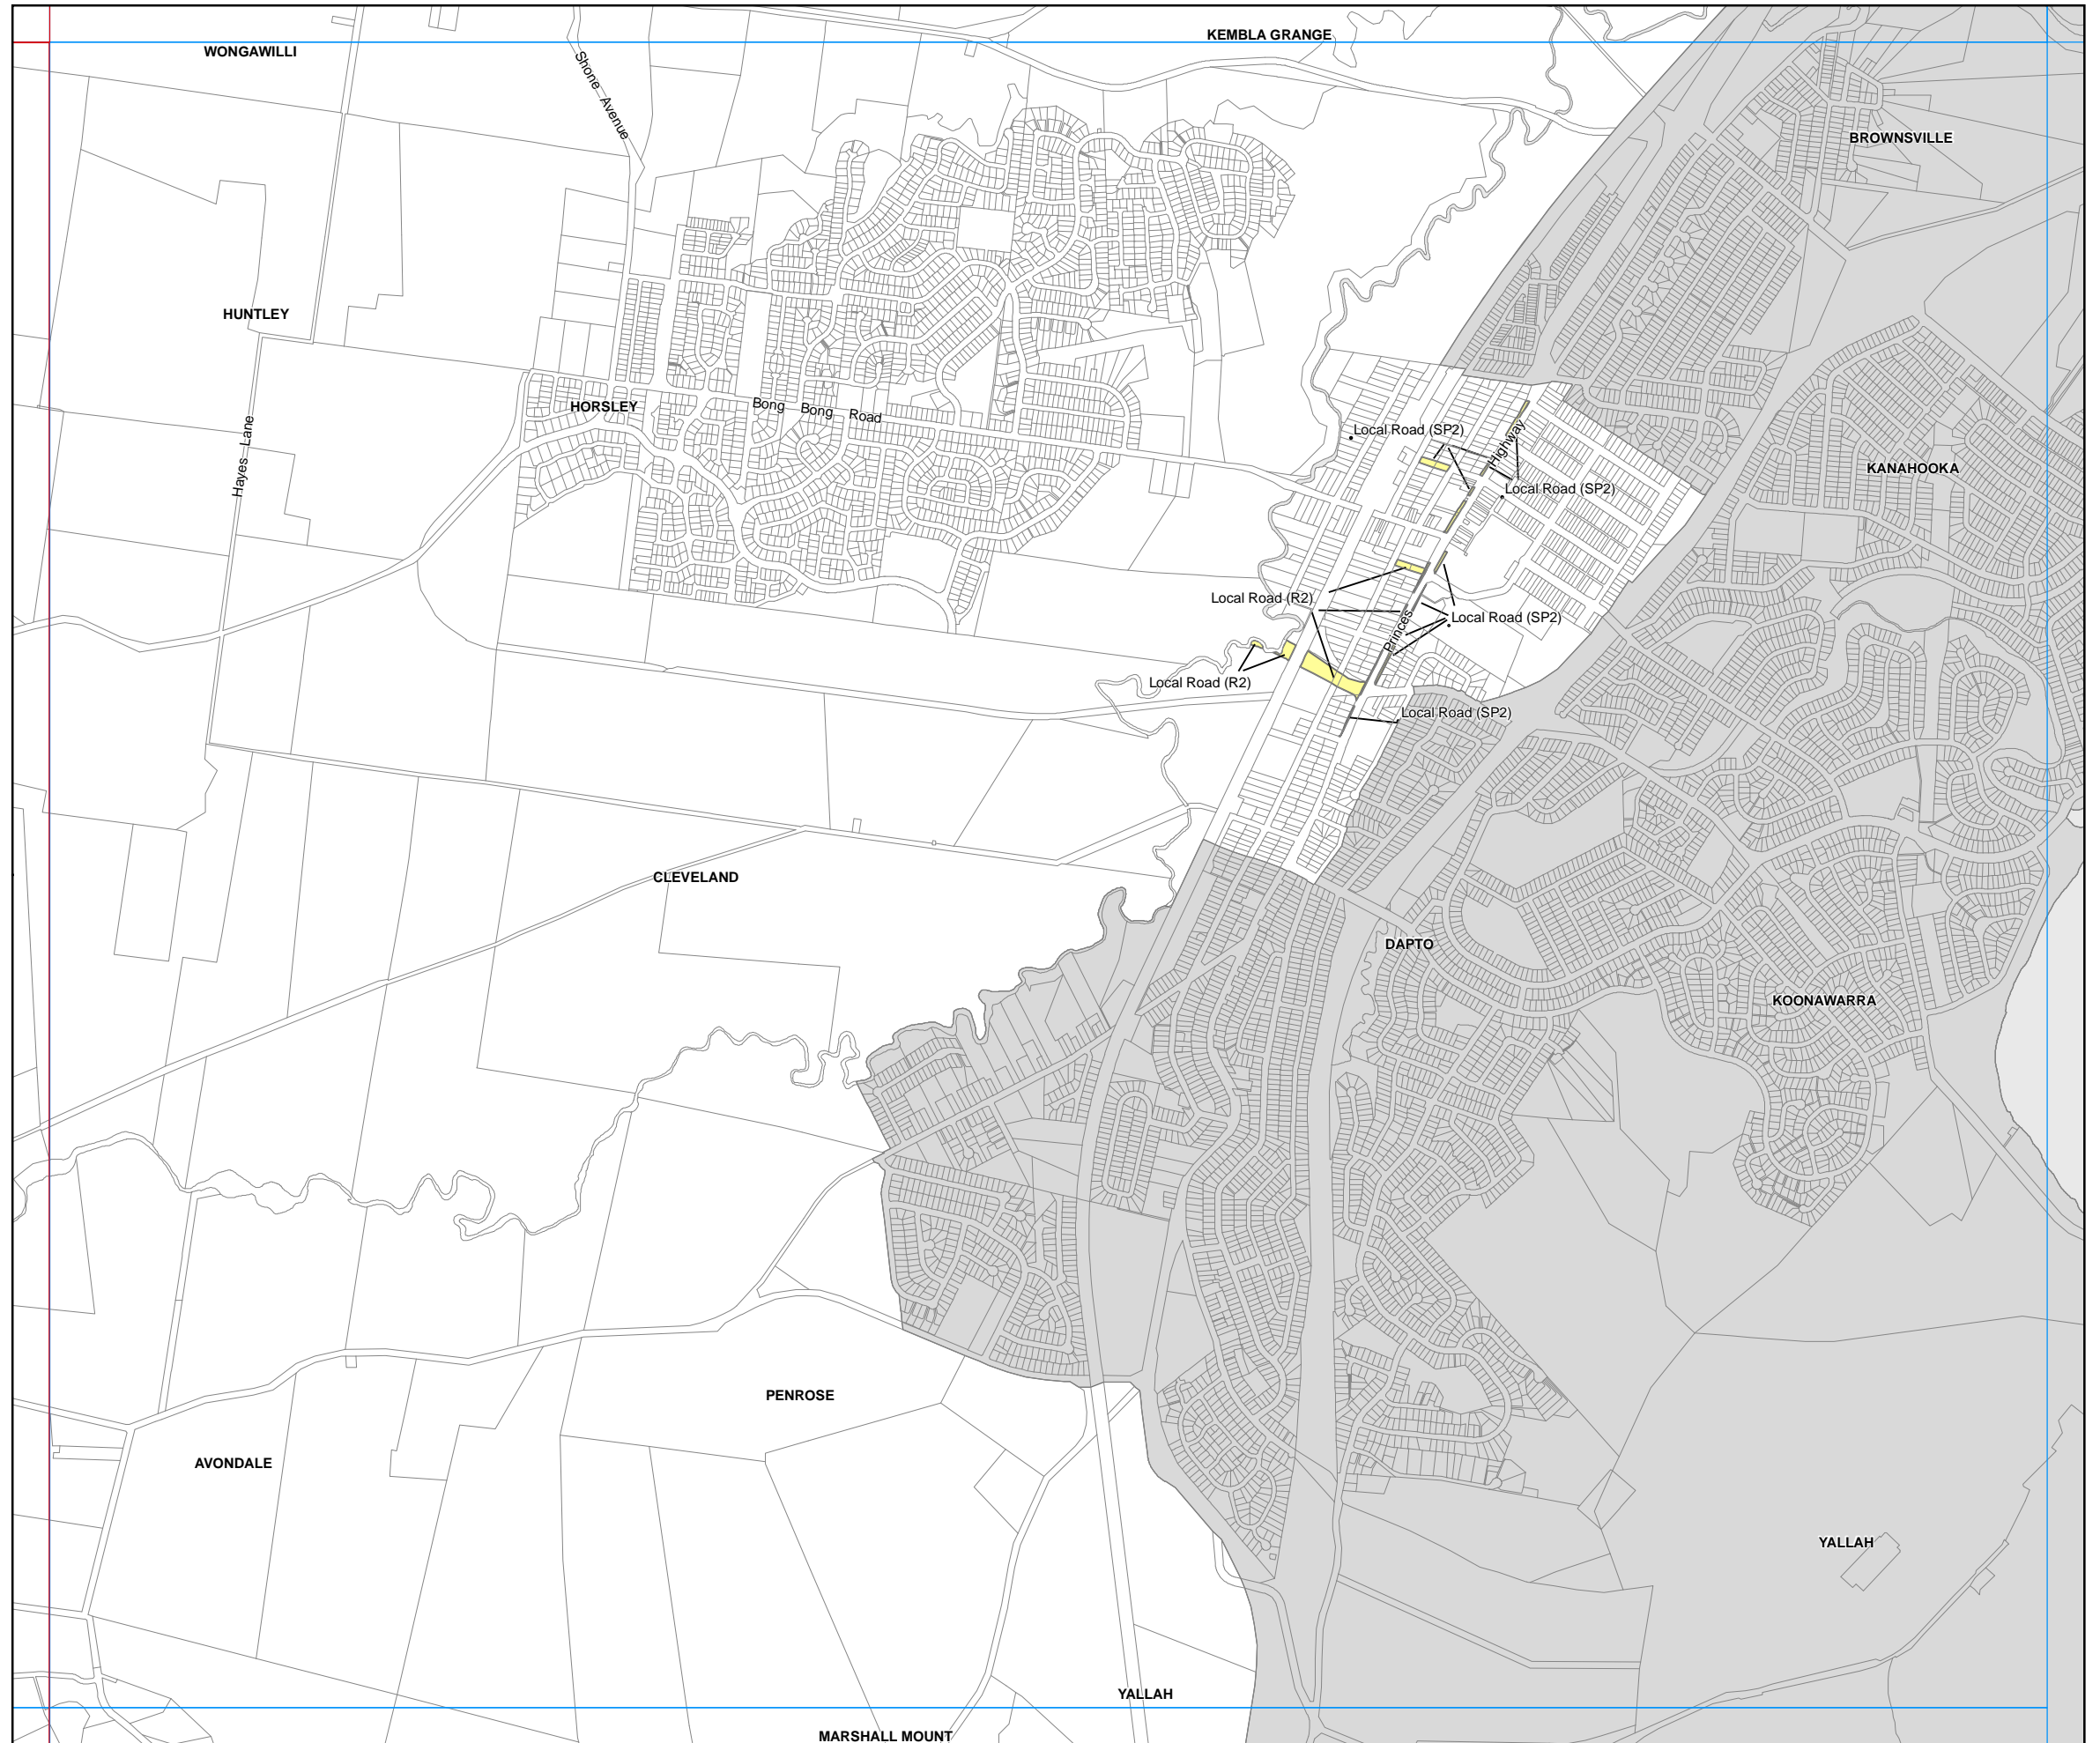 KEMBLA GRANGE
WONGAWILLI
Shone Avenue
BROWNSVILLE
HUNTLEY
HORSLEY
Bong Bong Road
Hayes Lane
Local Road (SP2)
Highway
KANAHOOKA
Local Road (SP2)
Local Road (R2)
Princes
Local Road (SP2)
Local Road (R2)
Local Road (SP2)
CLEVELAND
DAPTO
KOONAWARRA
PENROSE
AVONDALE
YALLAH
YALLAH
MARSHALL MOUNT